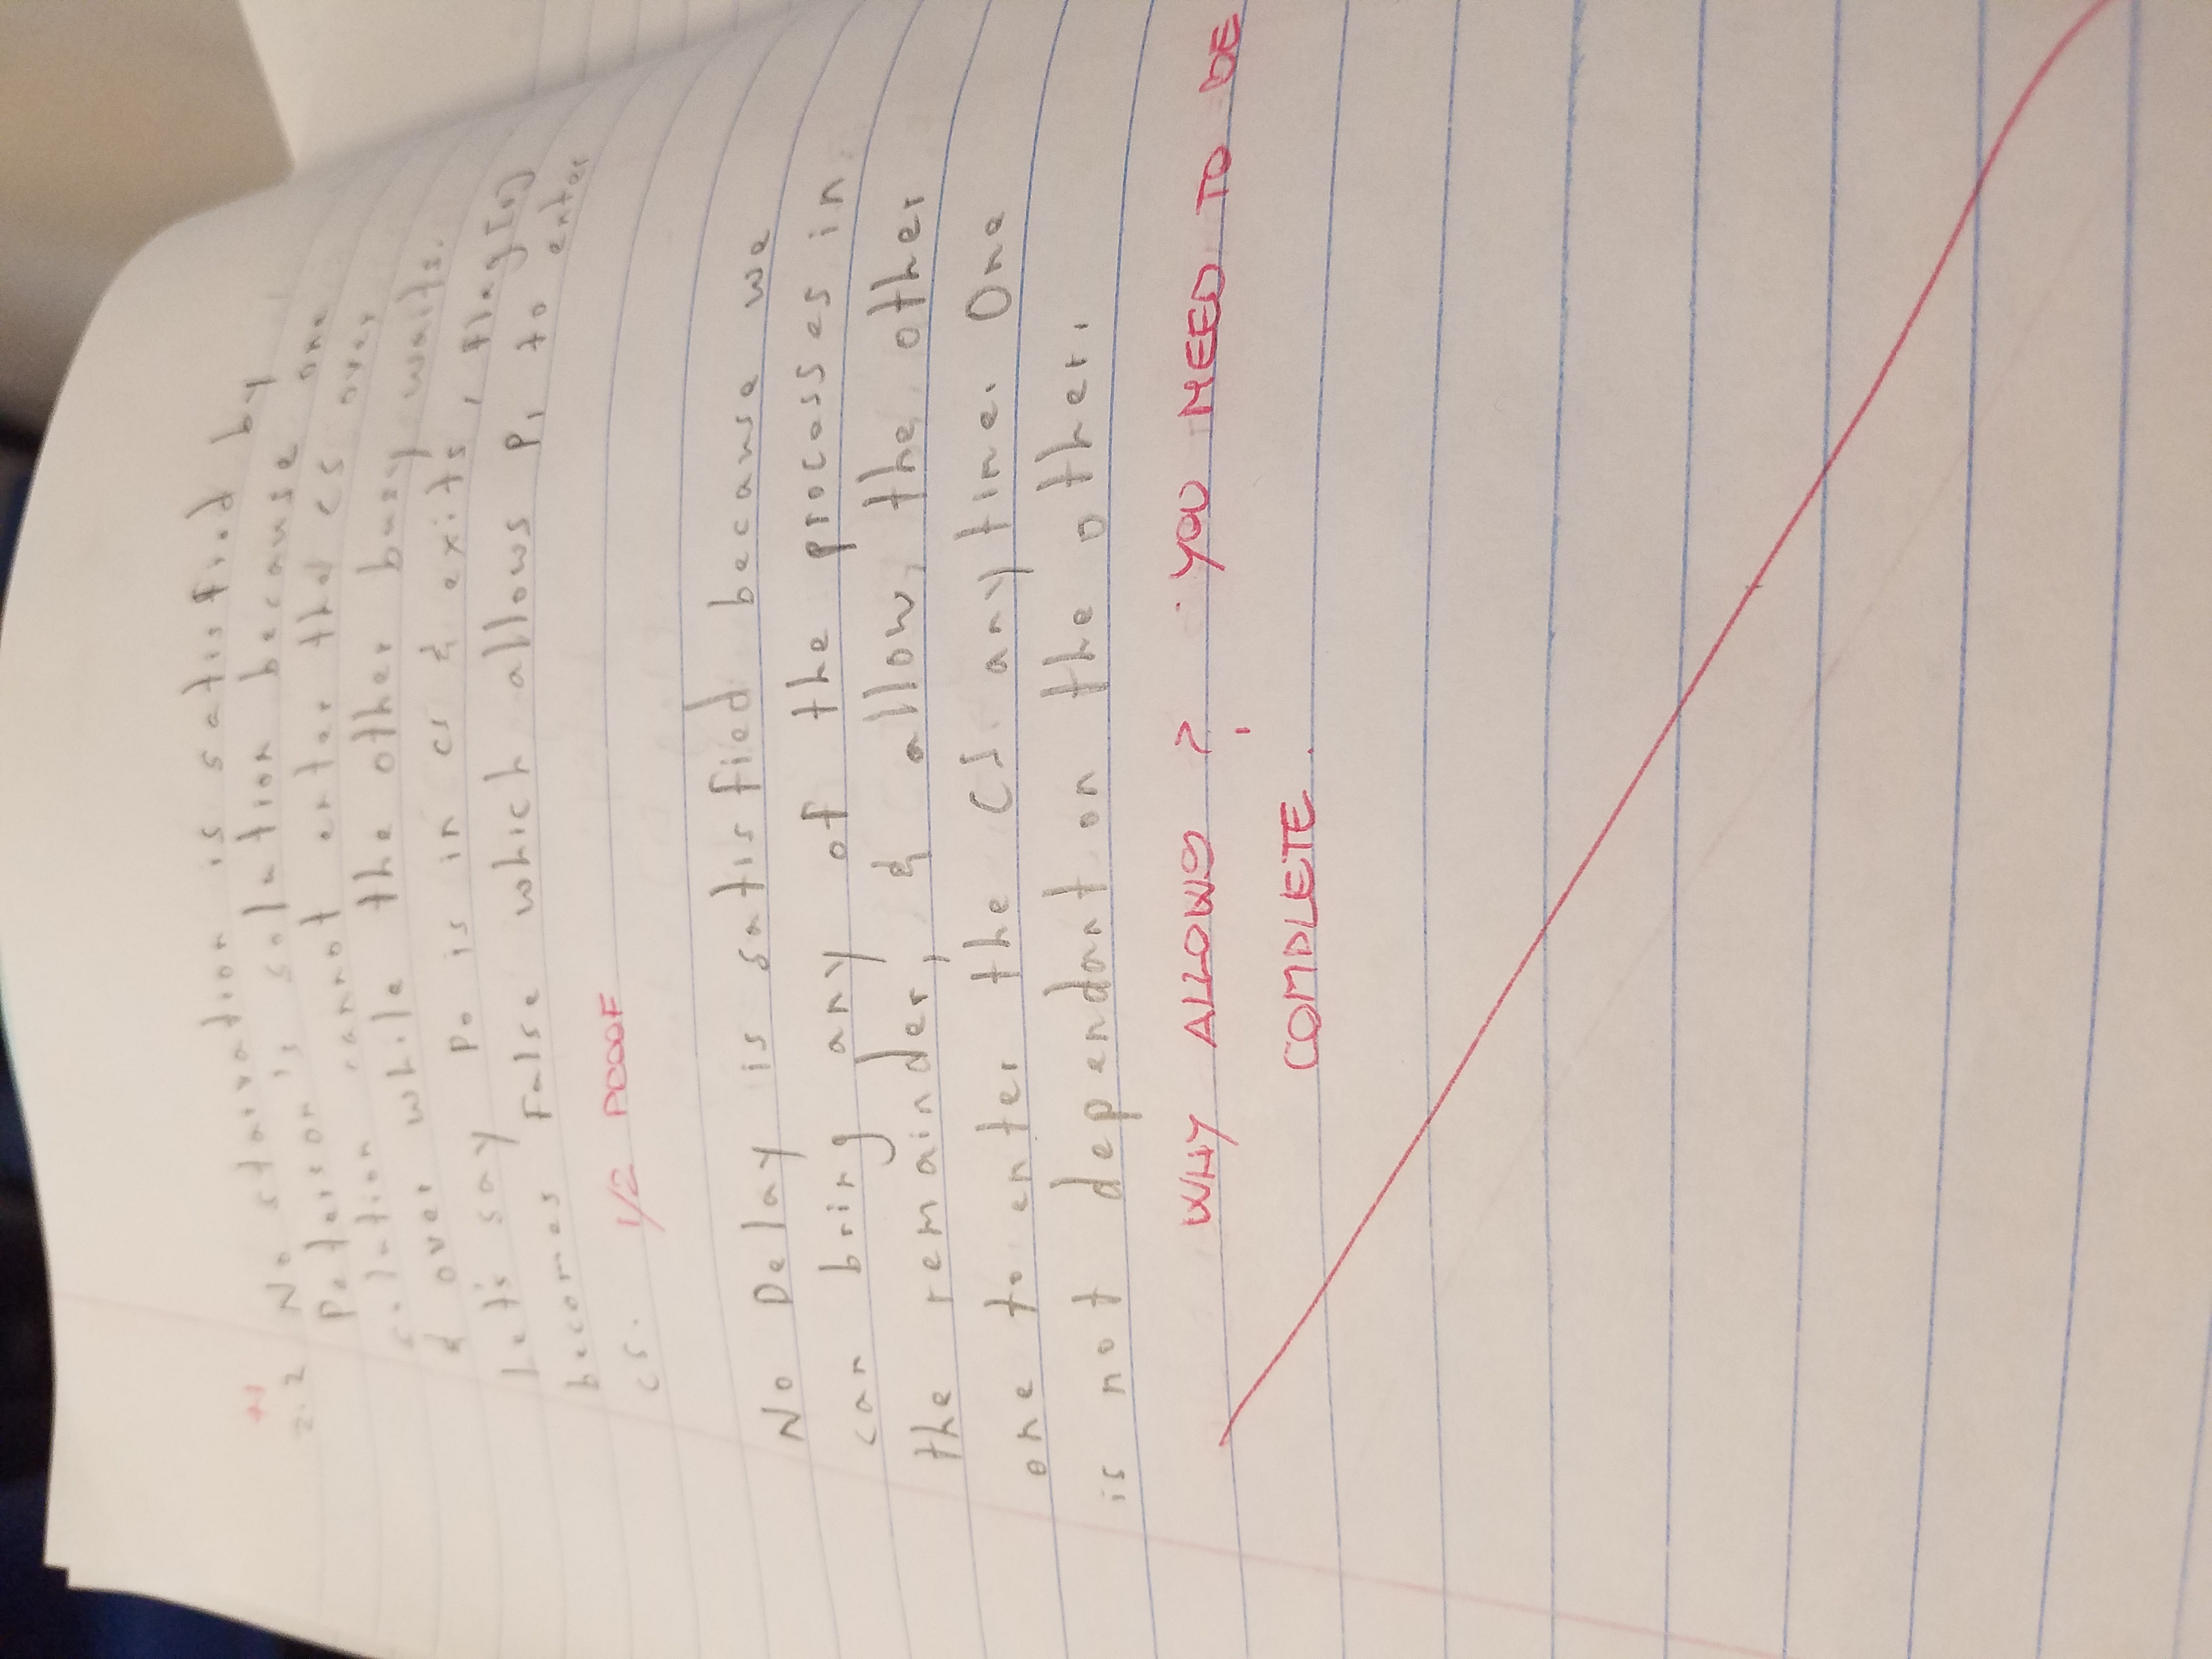 2.2 No starvation is satisfied by
Peterson's solution because one
solution cannot enter the CS over
& over while the other busy waits.
Let's say P0 is in CS & exits, flag[0]
becomes False which allows P1 to enter
CS. 1/2 PROOF
No Delay is satisfied because we
can bring any of the processes in
the remainder, & allow, the other
one to enter the CS anytime. One
is not dependant on the other.
WHY ALLOWS ? YOU NEED TO BE
COMPLETE.